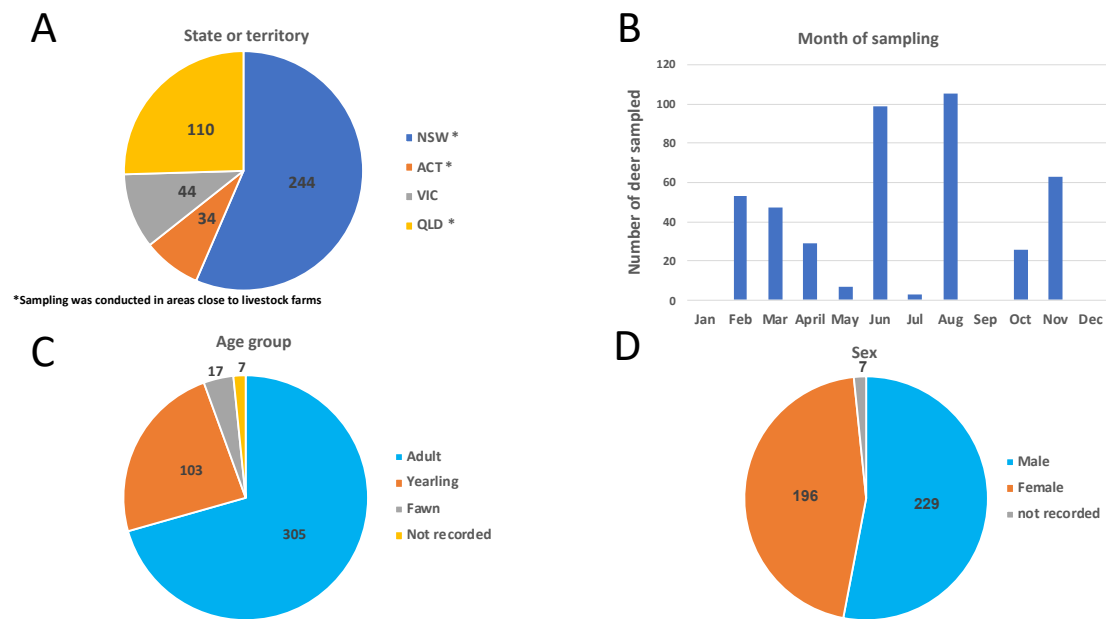 A
State or territory
110
244
44
34
NSW *
ACT *
VIC
QLD *
*Sampling was conducted in areas close to livestock farms
B
Month of sampling
Number of deer sampled
120
100
80
60
40
20
0
Jan Feb Mar April May Jun Jul Aug Sep Oct Nov Dec
C
Age group
17 7
103
305
Adult
Yearling
Fawn
Not recorded
D
Sex
7
196
229
Male
Female
not recorded